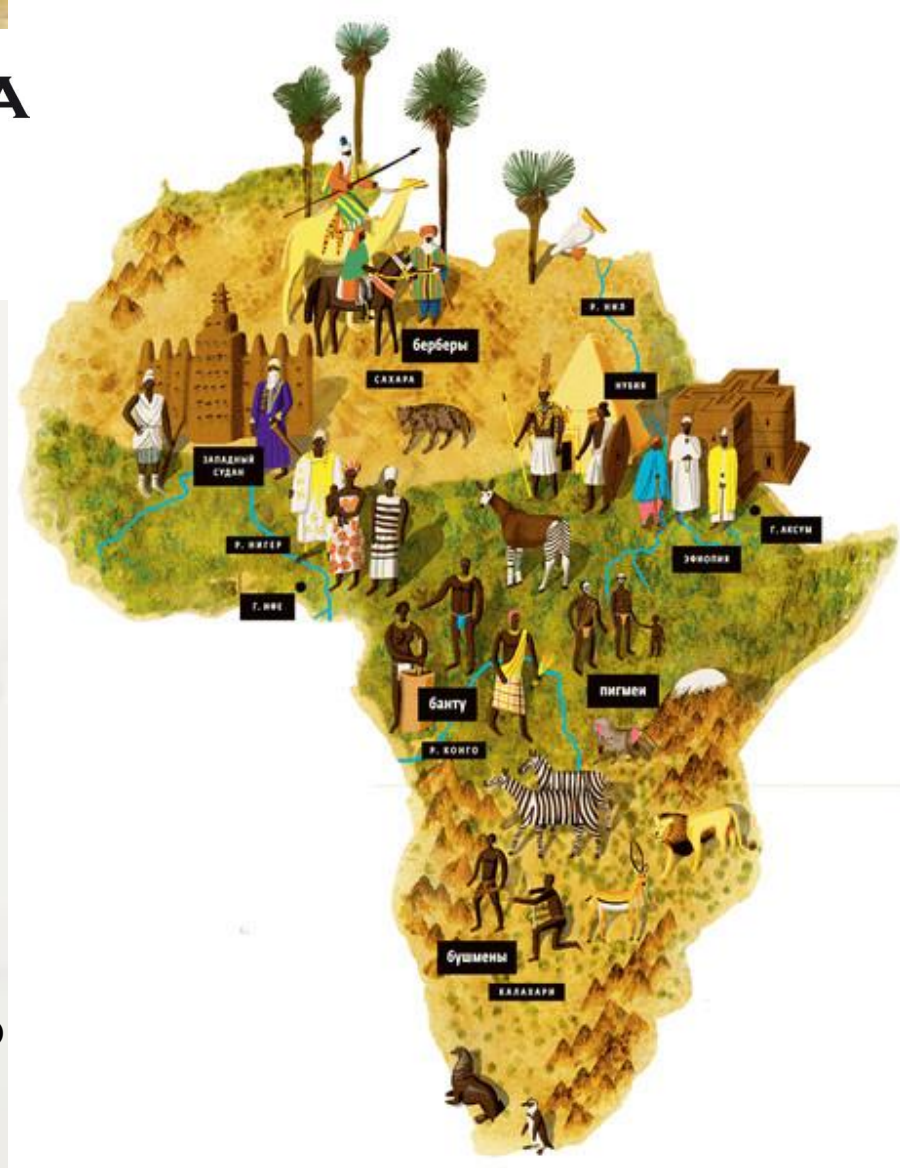 А
берберы
САХАРА
Р. НИЛ
НУБИЯ
ЗАПАДНЫЙ
СУДАН
Р. НИГЕР
Г. ИФЕ
Г. АКСУМ
ЭФИОПИЯ
банту
Р. КОНГО
пигмеи
бушмены
КАЛАХАРИ